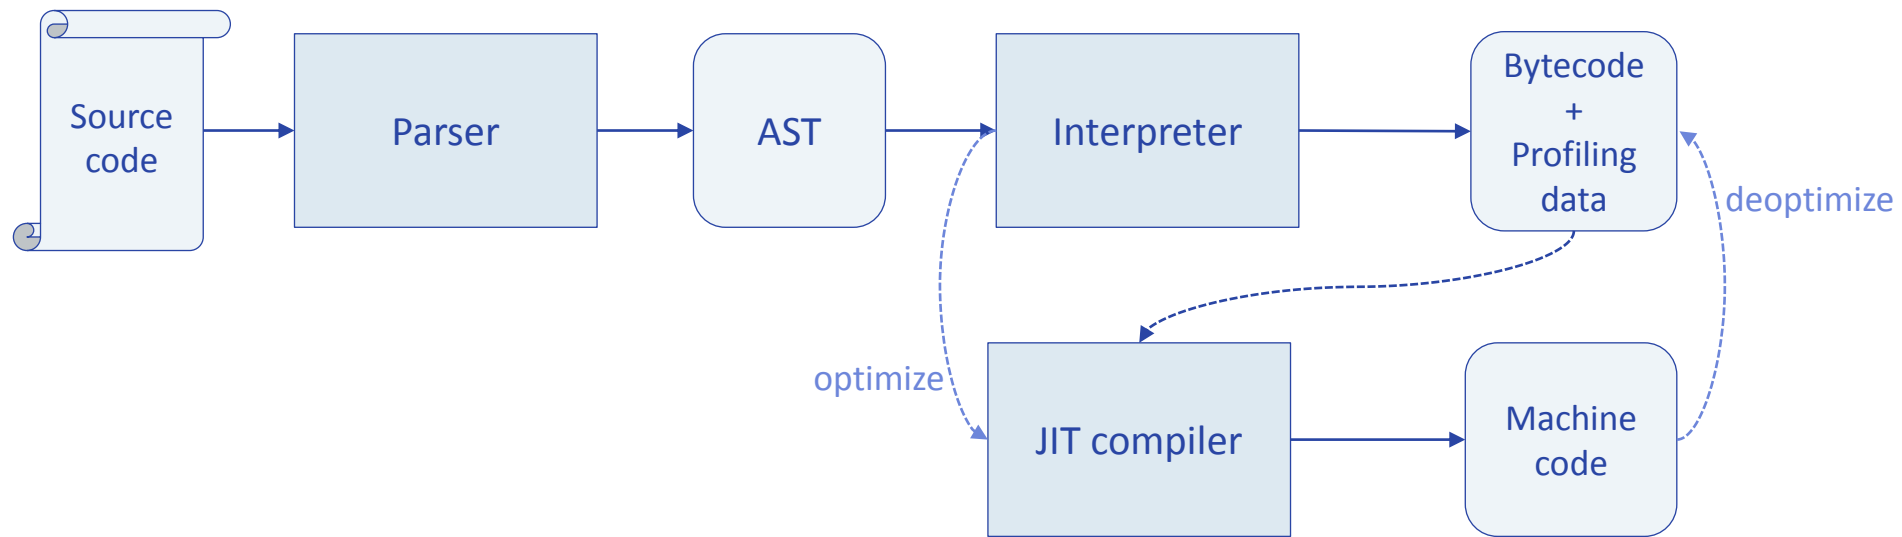 Source
code
Parser
AST
Interpreter
Bytecode
+
Profiling
data
deoptimize
optimize
JIT compiler
Machine
code